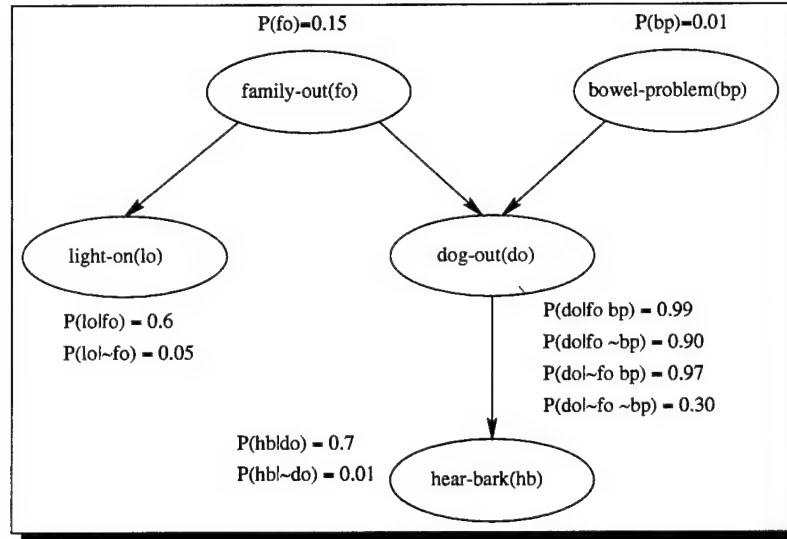 P(fo)=0.15
P(bp)=0.01
family-out(fo)
bowel-problem(bp)
light-on(lo)
dog-out(do)
P(lo|fo) = 0.6
P(lo|~fo) = 0.05
P(do|fo bp) = 0.99
P(do|fo ~bp) = 0.90
P(do|~fo bp) = 0.97
P(do|~fo ~bp) = 0.30
P(hb|do) = 0.7
P(hb|~do) = 0.01
hear-bark(hb)